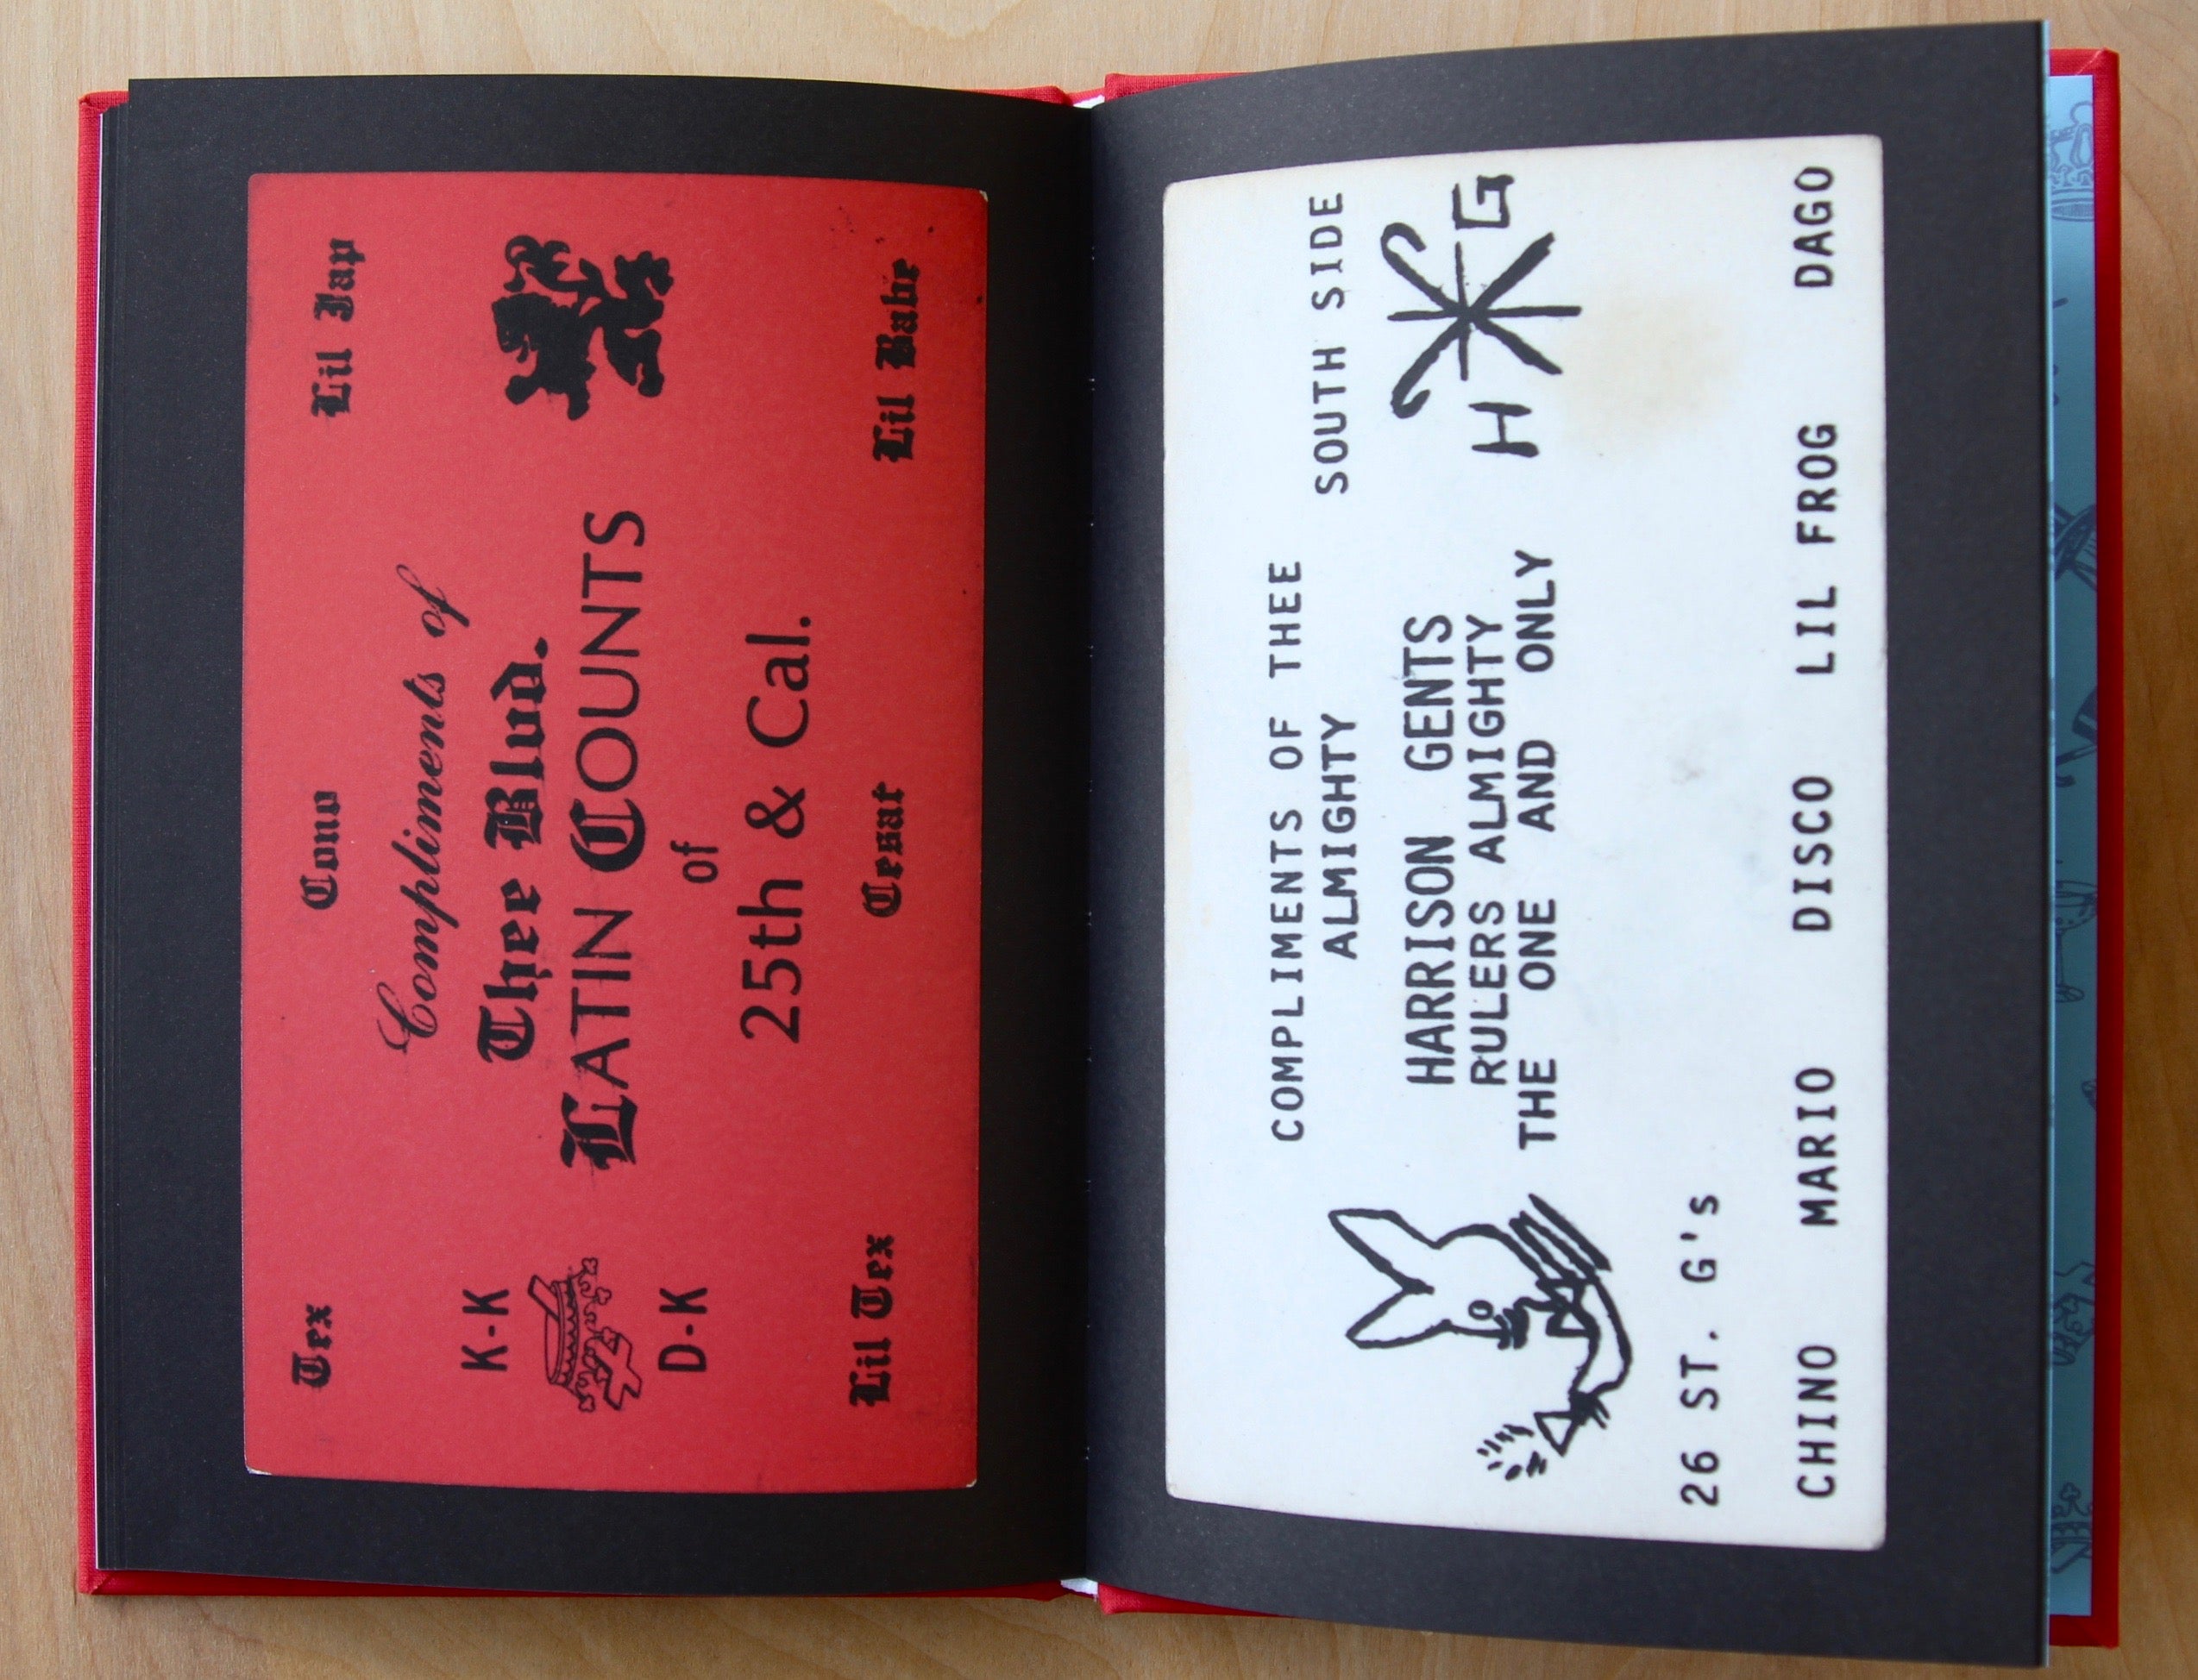 Tex Cono Lil Jap
Compliments of
K-K Thee Blud.
LATIN COUNTS
D-K of
25th & Cal.
Lil Tex Cesar Lil Babe
COMPLIMENTS OF THEE
ALMIGHTY
SOUTH SIDE
HARRISON GENTS
RULERS ALMIGHTY
THE ONE AND ONLY
H G
26 ST. G's
CHINO MARIO DISCO LIL FROG DAGO